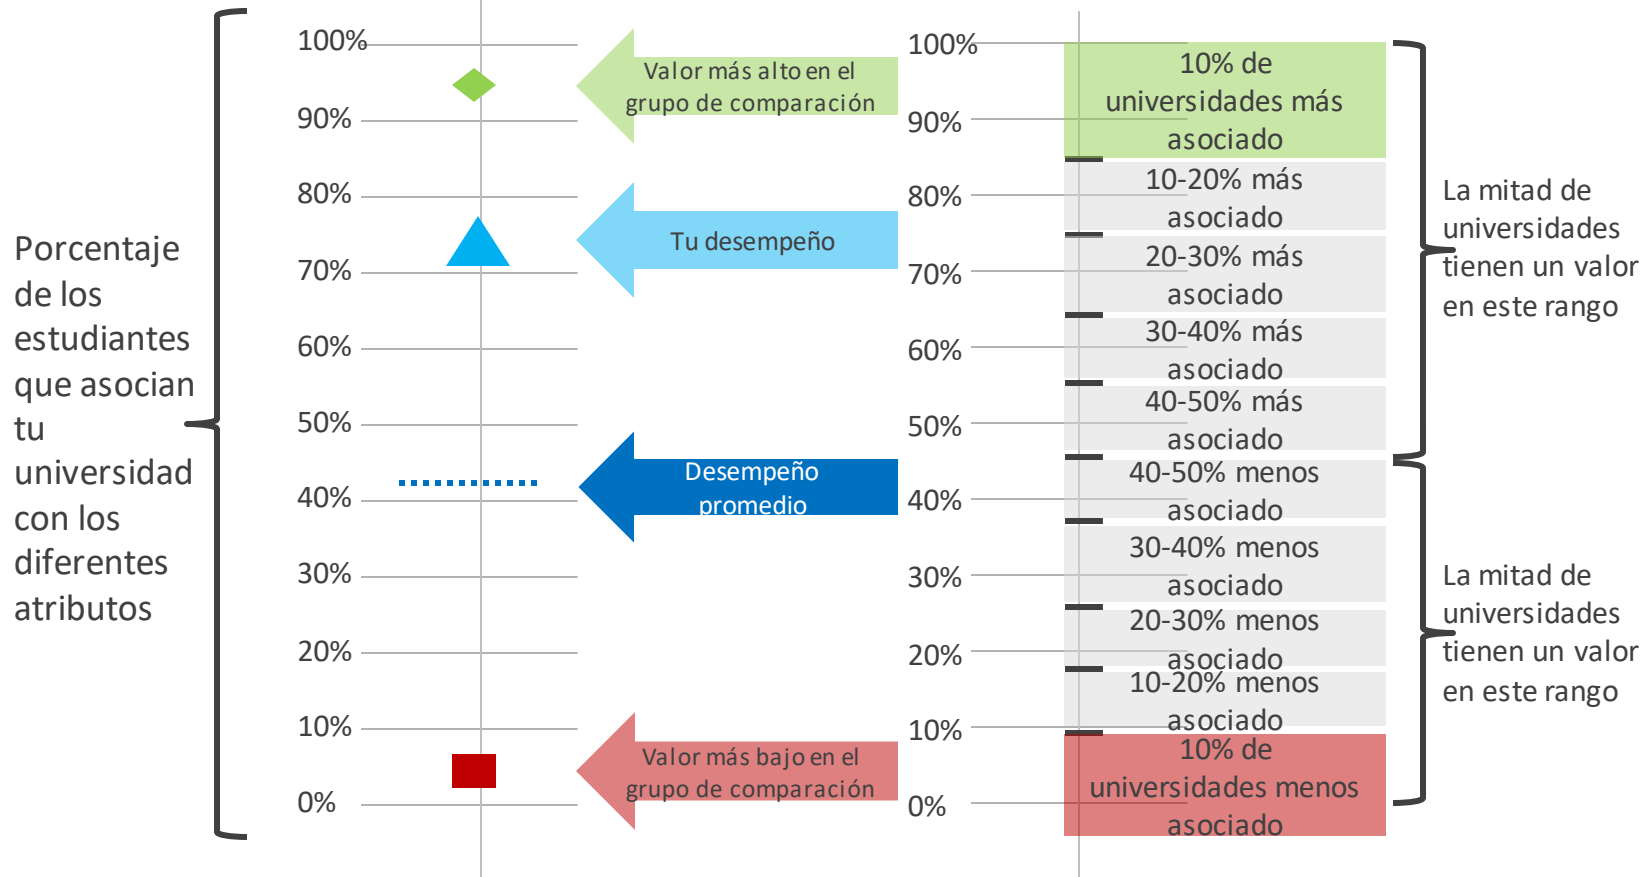 Porcentaje
de los
estudiantes
que asocian
tu
universidad
con los
diferentes
atributos
100%
90%
80%
70%
60%
50%
40%
30%
20%
10%
0%
Valor más alto en el
grupo de comparación
Tu desempeño
Desempeño
promedio
Valor más bajo en el
grupo de comparación
100%
90%
80%
70%
60%
50%
40%
30%
20%
10%
0%
10% de
universidades más
asociado
10-20% más
asociado
20-30% más
asociado
30-40% más
asociado
40-50% más
asociado
40-50% menos
asociado
30-40% menos
asociado
20-30% menos
asociado
10-20% menos
asociado
10% de
universidades menos
asociado
La mitad de
universidades
tienen un valor
en este rango
La mitad de
universidades
tienen un valor
en este rango